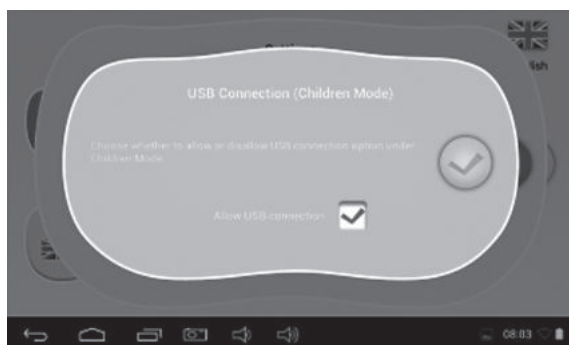 USB Connection (Children Mode)
Choose whether to allow or disallow USB connection option under
Children Mode.
Allow USB connection
08:03